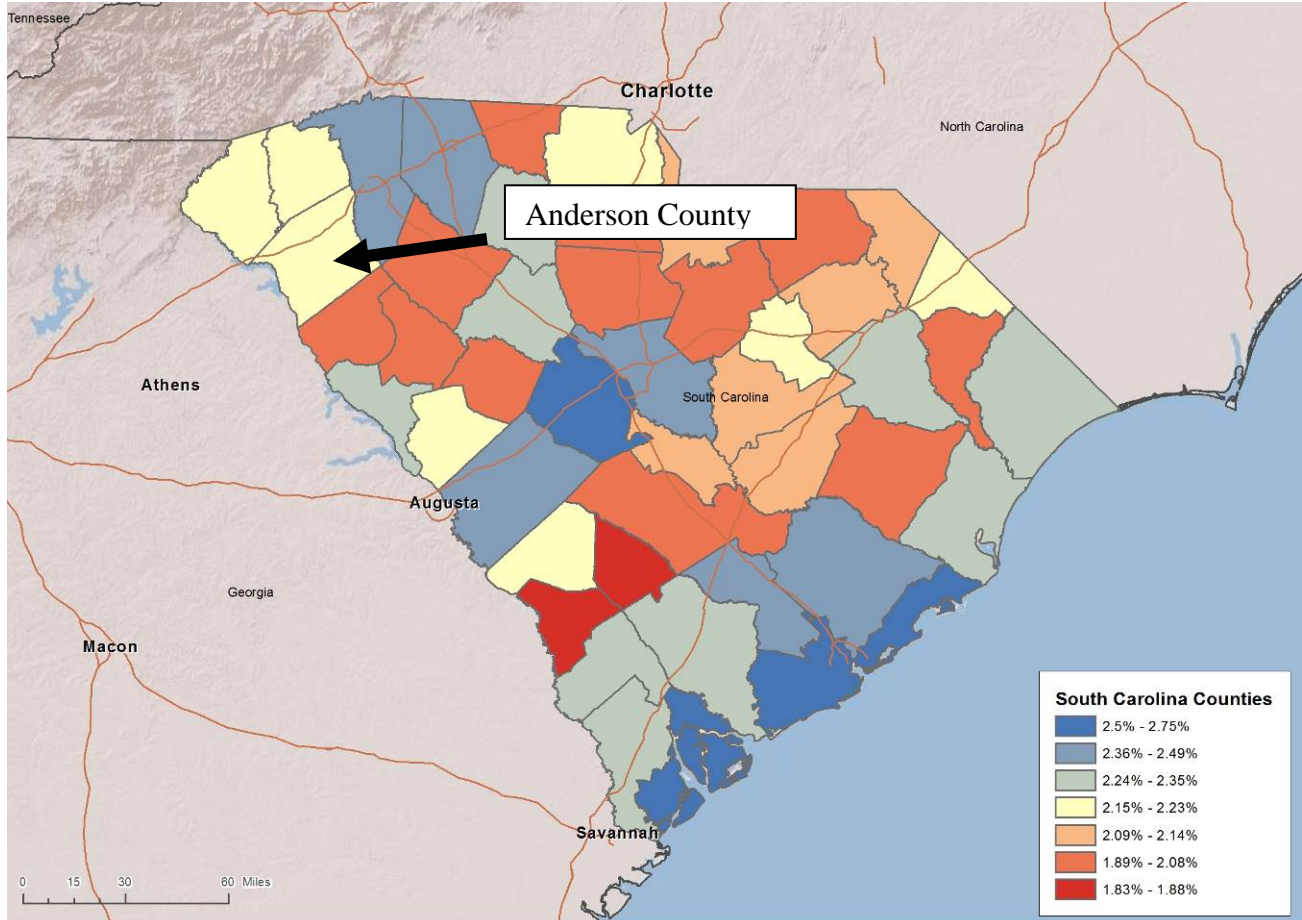 Tennessee
Charlotte
North Carolina
Anderson County
Athens
South Carolina
Augusta
Georgia
Macon
Savannah
South Carolina Counties
2.5% - 2.75%
2.36% - 2.49%
2.24% - 2.35%
2.15% - 2.23%
2.09% - 2.14%
1.89% - 2.08%
1.83% - 1.88%
0 15 30 60 Miles